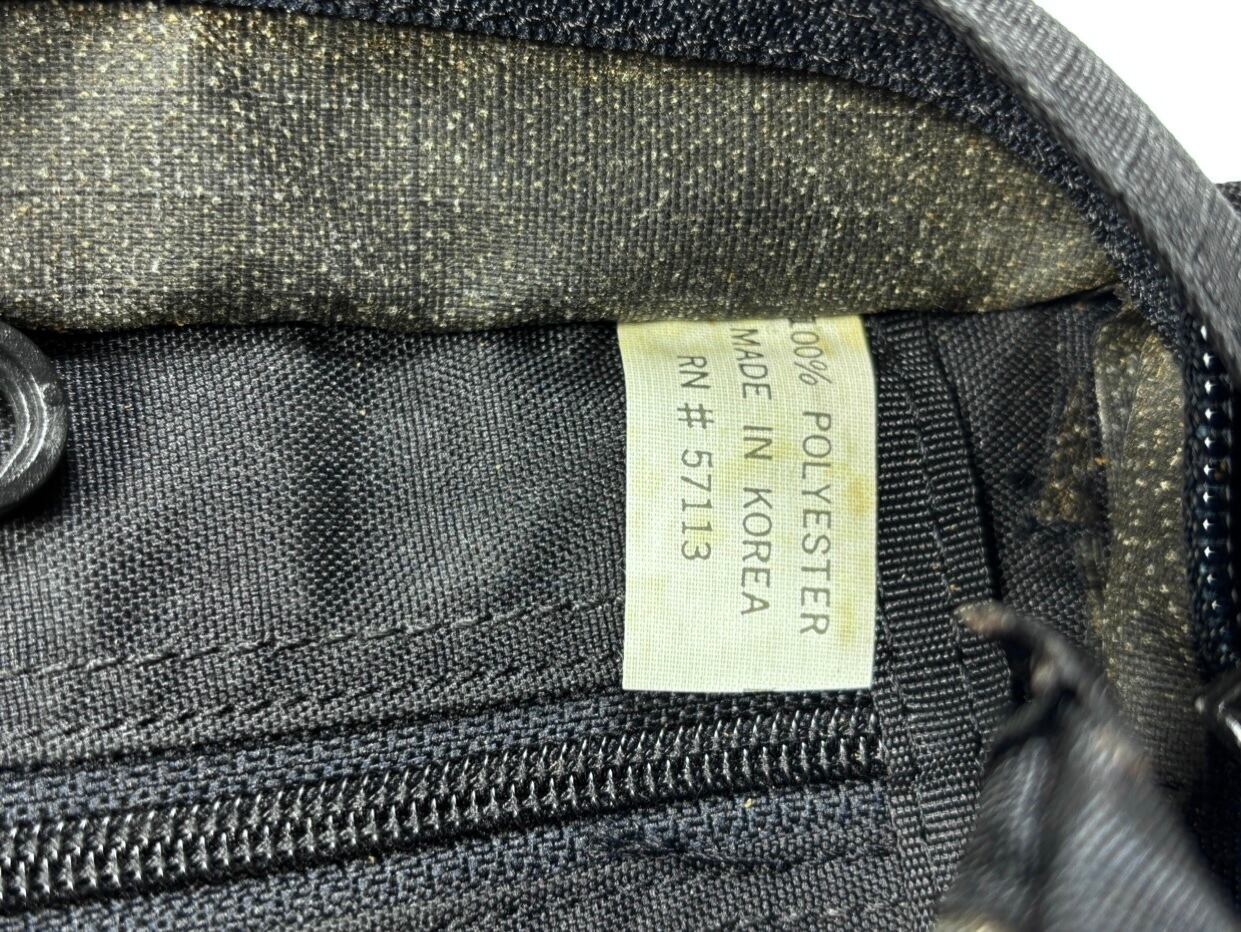 100% POLYESTER
MADE IN KOREA
RN # 57113